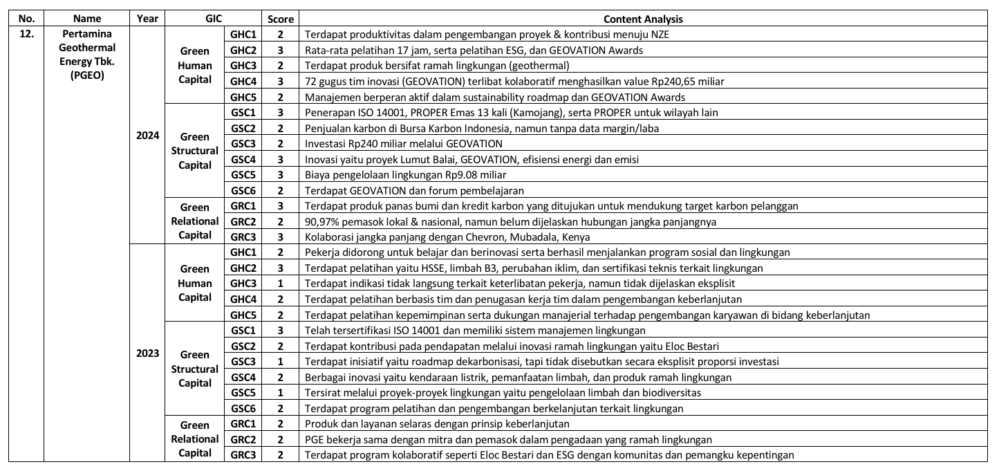 No. Name Year GIC Score Content Analysis
12. Pertamina Geothermal Energy Tbk. (PGEO)
2024
Green Human Capital
GHC1 2 Terdapat produktivitas dalam pengembangan proyek & kontribusi menuju NZE
GHC2 3 Rata-rata pelatihan 17 jam, serta pelatihan ESG, dan GEOVATION Awards
GHC3 2 Terdapat produk bersifat ramah lingkungan (geothermal)
GHC4 3 72 gugus tim inovasi (GEOVATION) terlibat kolaboratif menghasilkan value Rp240,65 miliar
GHC5 2 Manajemen berperan aktif dalam sustainability roadmap dan GEOVATION Awards
Green Structural Capital
GSC1 3 Penerapan ISO 14001, PROPER Emas 13 kali (Kamojang), serta PROPER untuk wilayah lain
GSC2 2 Penjualan karbon di Bursa Karbon Indonesia, namun tanpa data margin/laba
GSC3 2 Investasi Rp240 miliar melalui GEOVATION
GSC4 3 Inovasi yaitu proyek Lumut Balai, GEOVATION, efisiensi energi dan emisi
GSC5 3 Biaya pengelolaan lingkungan Rp9.08 miliar
GSC6 2 Terdapat GEOVATION dan forum pembelajaran
Green Relational Capital
GRC1 3 Terdapat produk panas bumi dan kredit karbon yang ditujukan untuk mendukung target karbon pelanggan
GRC2 2 90,97% pemasok lokal & nasional, namun belum dijelaskan hubungan jangka panjangnya
GRC3 3 Kolaborasi jangka panjang dengan Chevron, Mubadala, Kenya
2023
Green Human Capital
GHC1 2 Pekerja didorong untuk belajar dan berinovasi serta berhasil menjalankan program sosial dan lingkungan
GHC2 3 Terdapat pelatihan yaitu HSSE, limbah B3, perubahan iklim, dan sertifikasi teknis terkait lingkungan
GHC3 1 Terdapat indikasi tidak langsung terkait keterlibatan pekerja, namun tidak dijelaskan eksplisit
GHC4 2 Terdapat pelatihan berbasis tim dan penugasan kerja tim dalam pengembangan keberlanjutan
GHC5 2 Terdapat pelatihan kepemimpinan serta dukungan manajerial terhadap pengembangan karyawan di bidang keberlanjutan
Green Structural Capital
GSC1 3 Telah tersertifikasi ISO 14001 dan memiliki sistem manajemen lingkungan
GSC2 2 Terdapat kontribusi pada pendapatan melalui inovasi ramah lingkungan yaitu Eloc Bestari
GSC3 1 Terdapat inisiatif yaitu roadmap dekarbonisasi, tapi tidak disebutkan secara eksplisit proporsi investasi
GSC4 2 Berbagai inovasi yaitu kendaraan listrik, pemanfaatan limbah, dan produk ramah lingkungan
GSC5 1 Tersirat melalui proyek-proyek lingkungan yaitu pengelolaan limbah dan biodiversitas
GSC6 2 Terdapat program pelatihan dan pengembangan berkelanjutan terkait lingkungan
Green Relational Capital
GRC1 2 Produk dan layanan selaras dengan prinsip keberlanjutan
GRC2 2 PGE bekerja sama dengan mitra dan pemasok dalam pengadaan yang ramah lingkungan
GRC3 2 Terdapat program kolaboratif seperti Eloc Bestari dan ESG dengan komunitas dan pemangku kepentingan